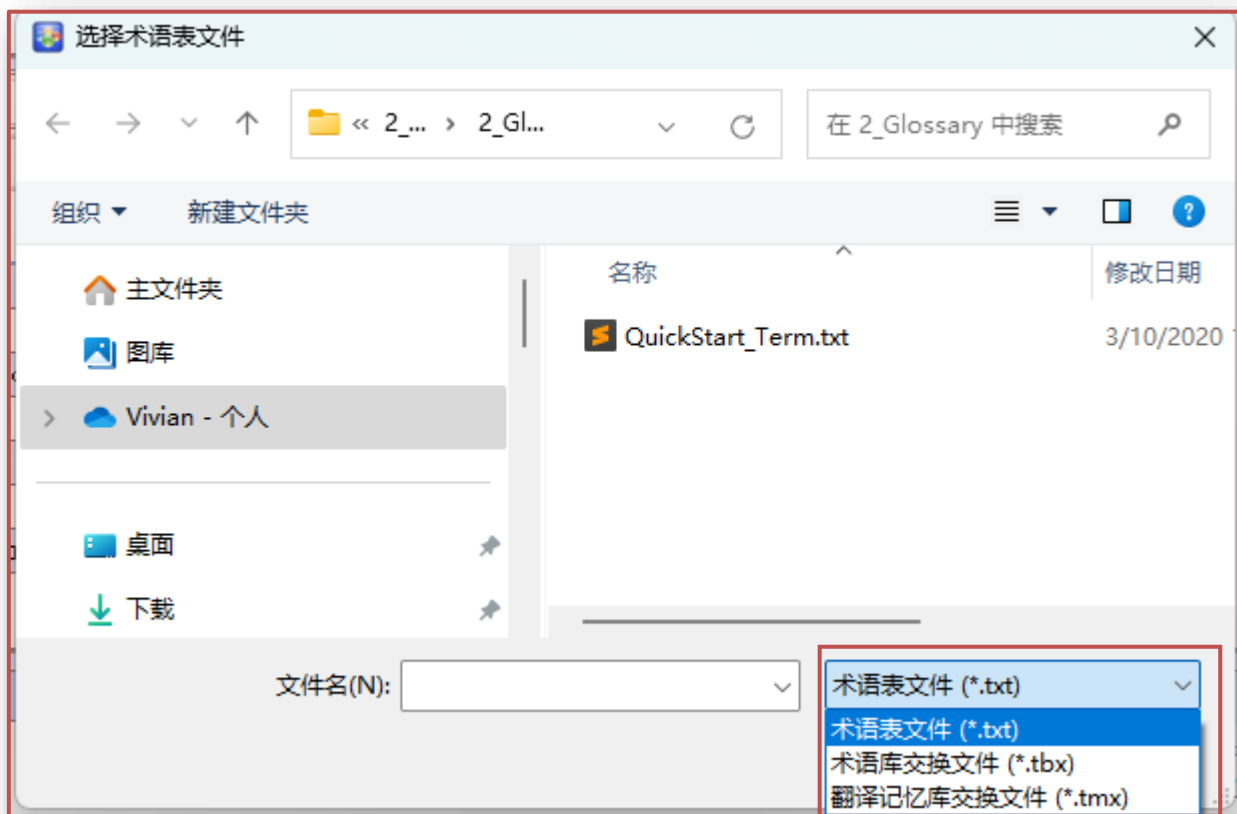 选择术语表文件
« 2_... › 2_Gl...
在 2_Glossary 中搜索
组织
新建文件夹
名称
修改日期
主文件夹
QuickStart_Term.txt
3/10/2020
图库
Vivian - 个人
桌面
下载
文件名(N):
术语表文件 (*.txt)
术语表文件 (*.txt)
术语库交换文件 (*.tbx)
翻译记忆库交换文件 (*.tmx)